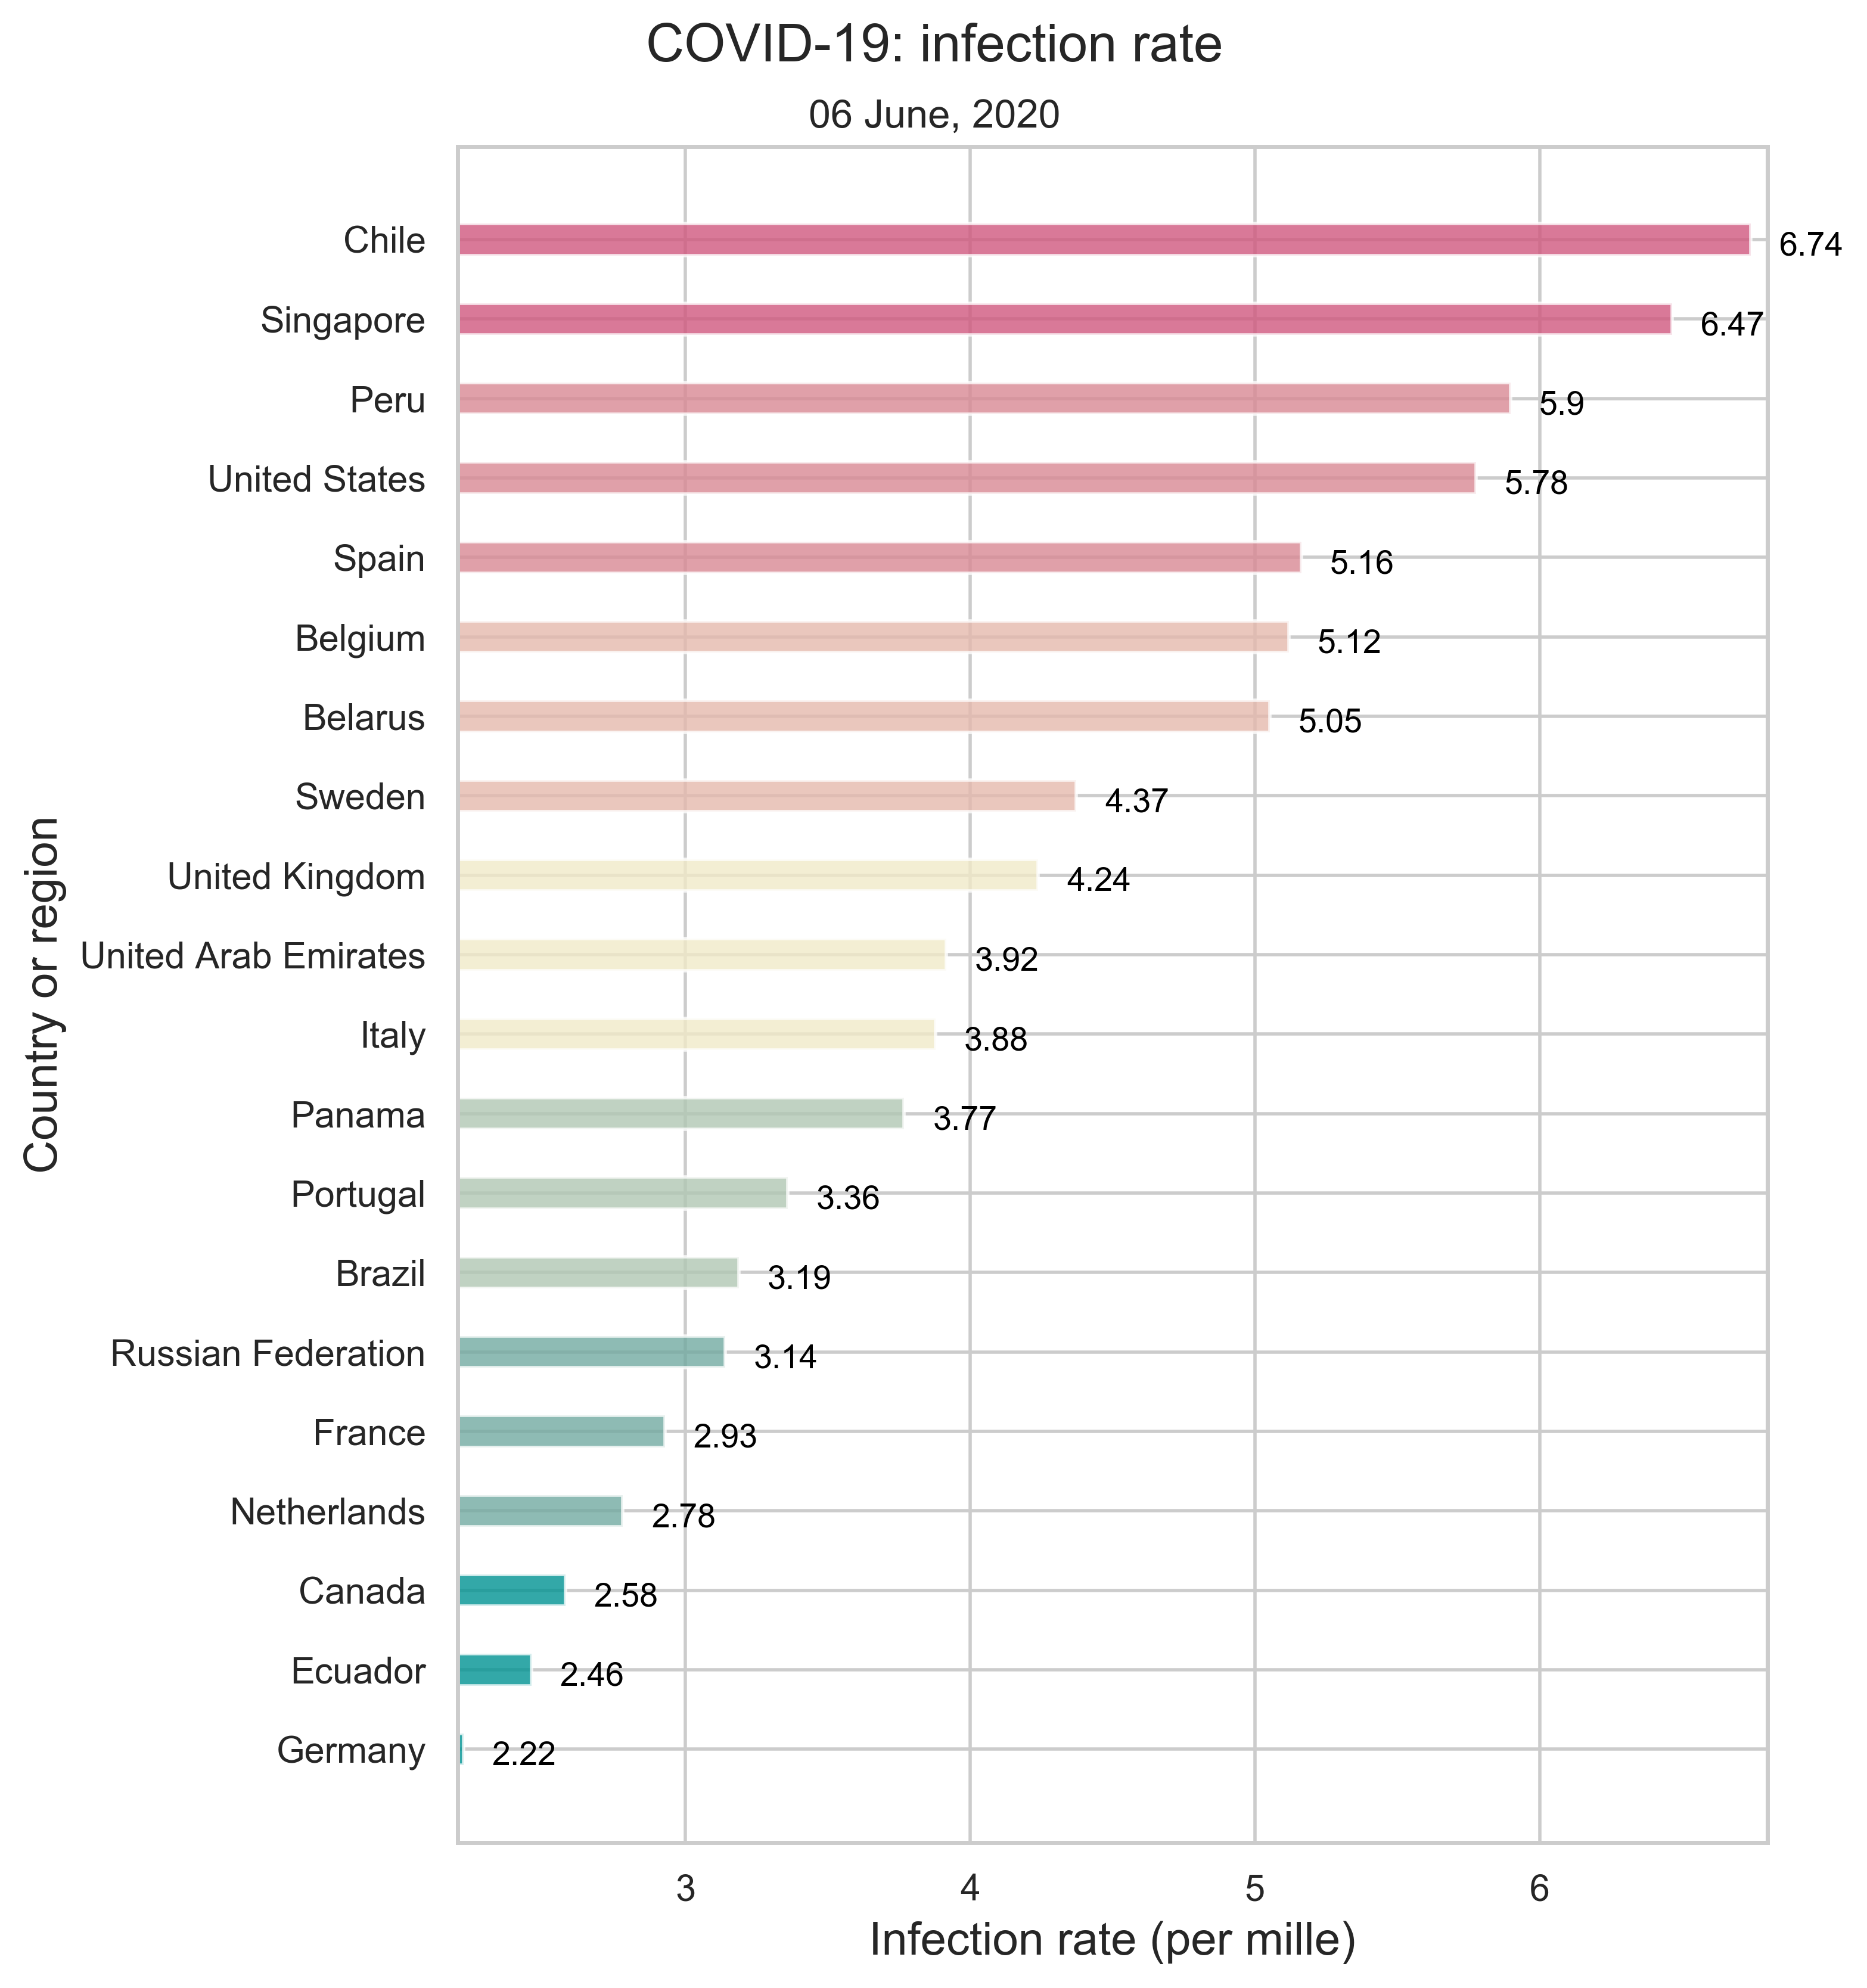 COVID-19: infection rate
06 June, 2020
Chile 6.74
Singapore 6.47
Peru 5.9
United States 5.78
Spain 5.16
Belgium 5.12
Belarus 5.05
Sweden 4.37
United Kingdom 4.24
United Arab Emirates 3.92
Italy 3.88
Panama 3.77
Portugal 3.36
Brazil 3.19
Russian Federation 3.14
France 2.93
Netherlands 2.78
Canada 2.58
Ecuador 2.46
Germany 2.22
Country or region
3 4 5 6
Infection rate (per mille)